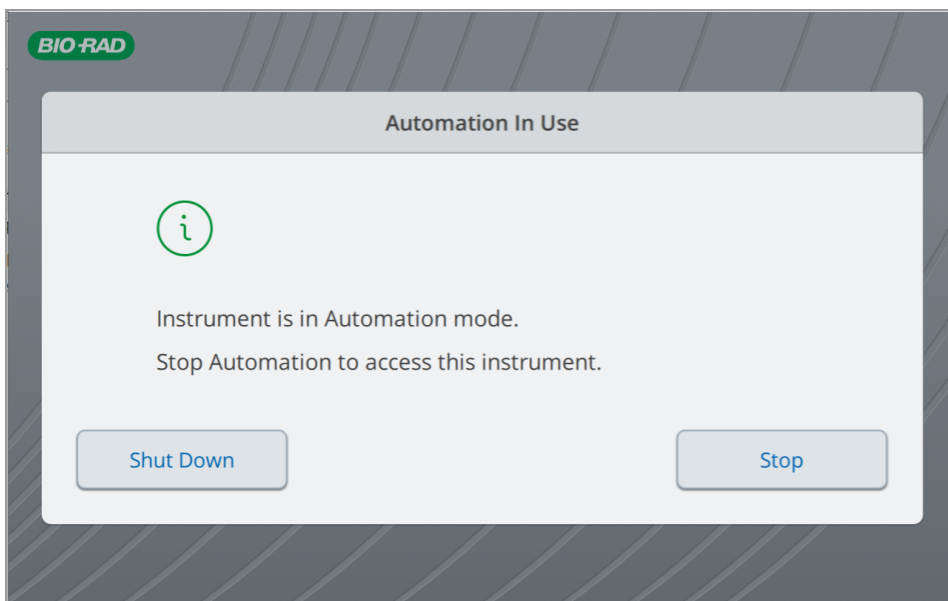 BIO-RAD
Automation In Use
i
Instrument is in Automation mode.
Stop Automation to access this instrument.
Shut Down
Stop